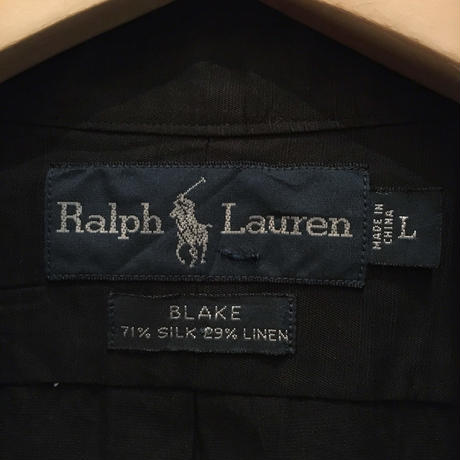 Ralph Lauren
MADE IN
CHINA
L
BLAKE
71% SILK 29% LINEN